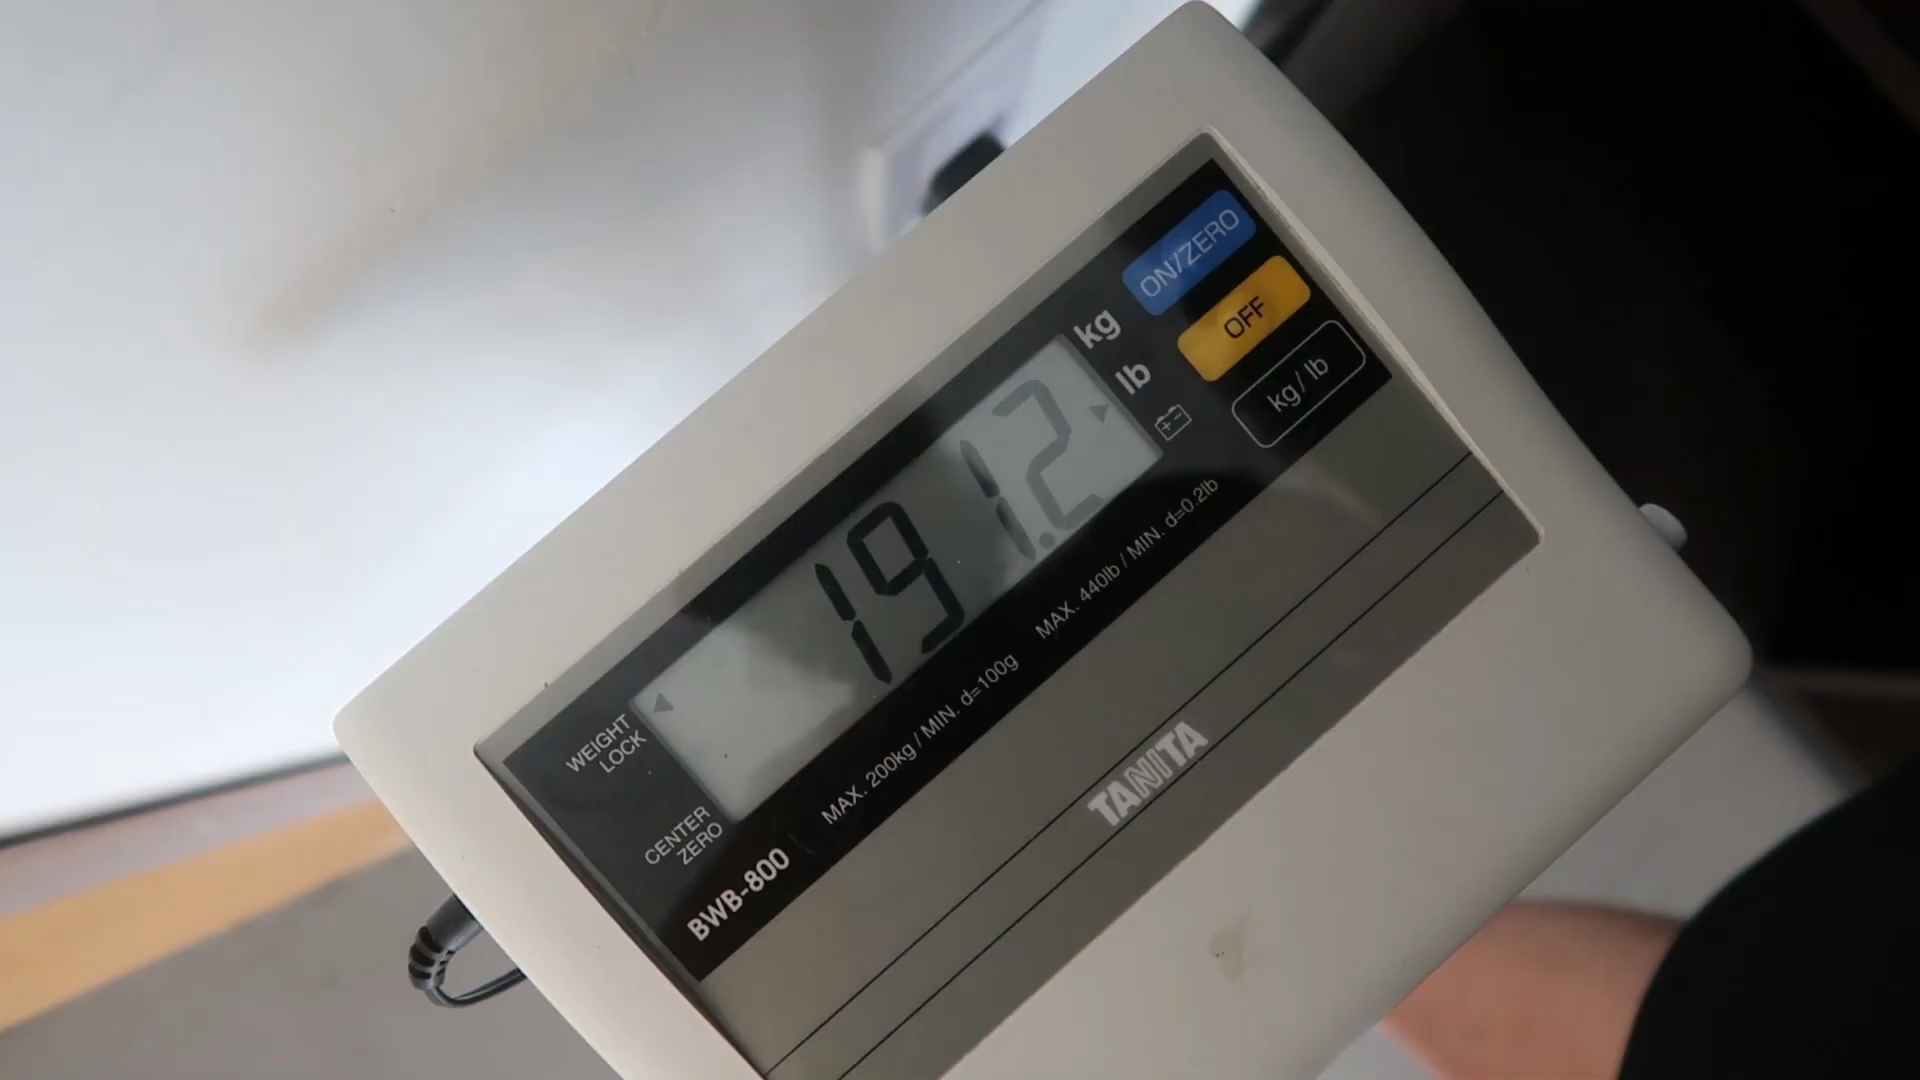 ON/ZERO
OFF
kg/lb
kg
lb
191.2
WEIGHT
LOCK
CENTER
ZERO
MAX. 200kg / MIN. d=100g
MAX. 440lb / MIN. d=0.2lb
BWB-800
TANITA